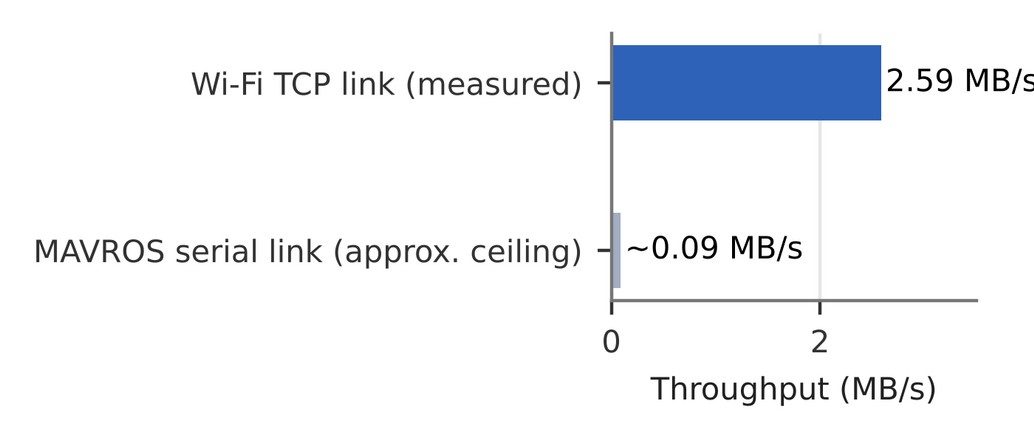 Wi-Fi TCP link (measured)
2.59 MB/s
MAVROS serial link (approx. ceiling)
~0.09 MB/s
0 2
Throughput (MB/s)